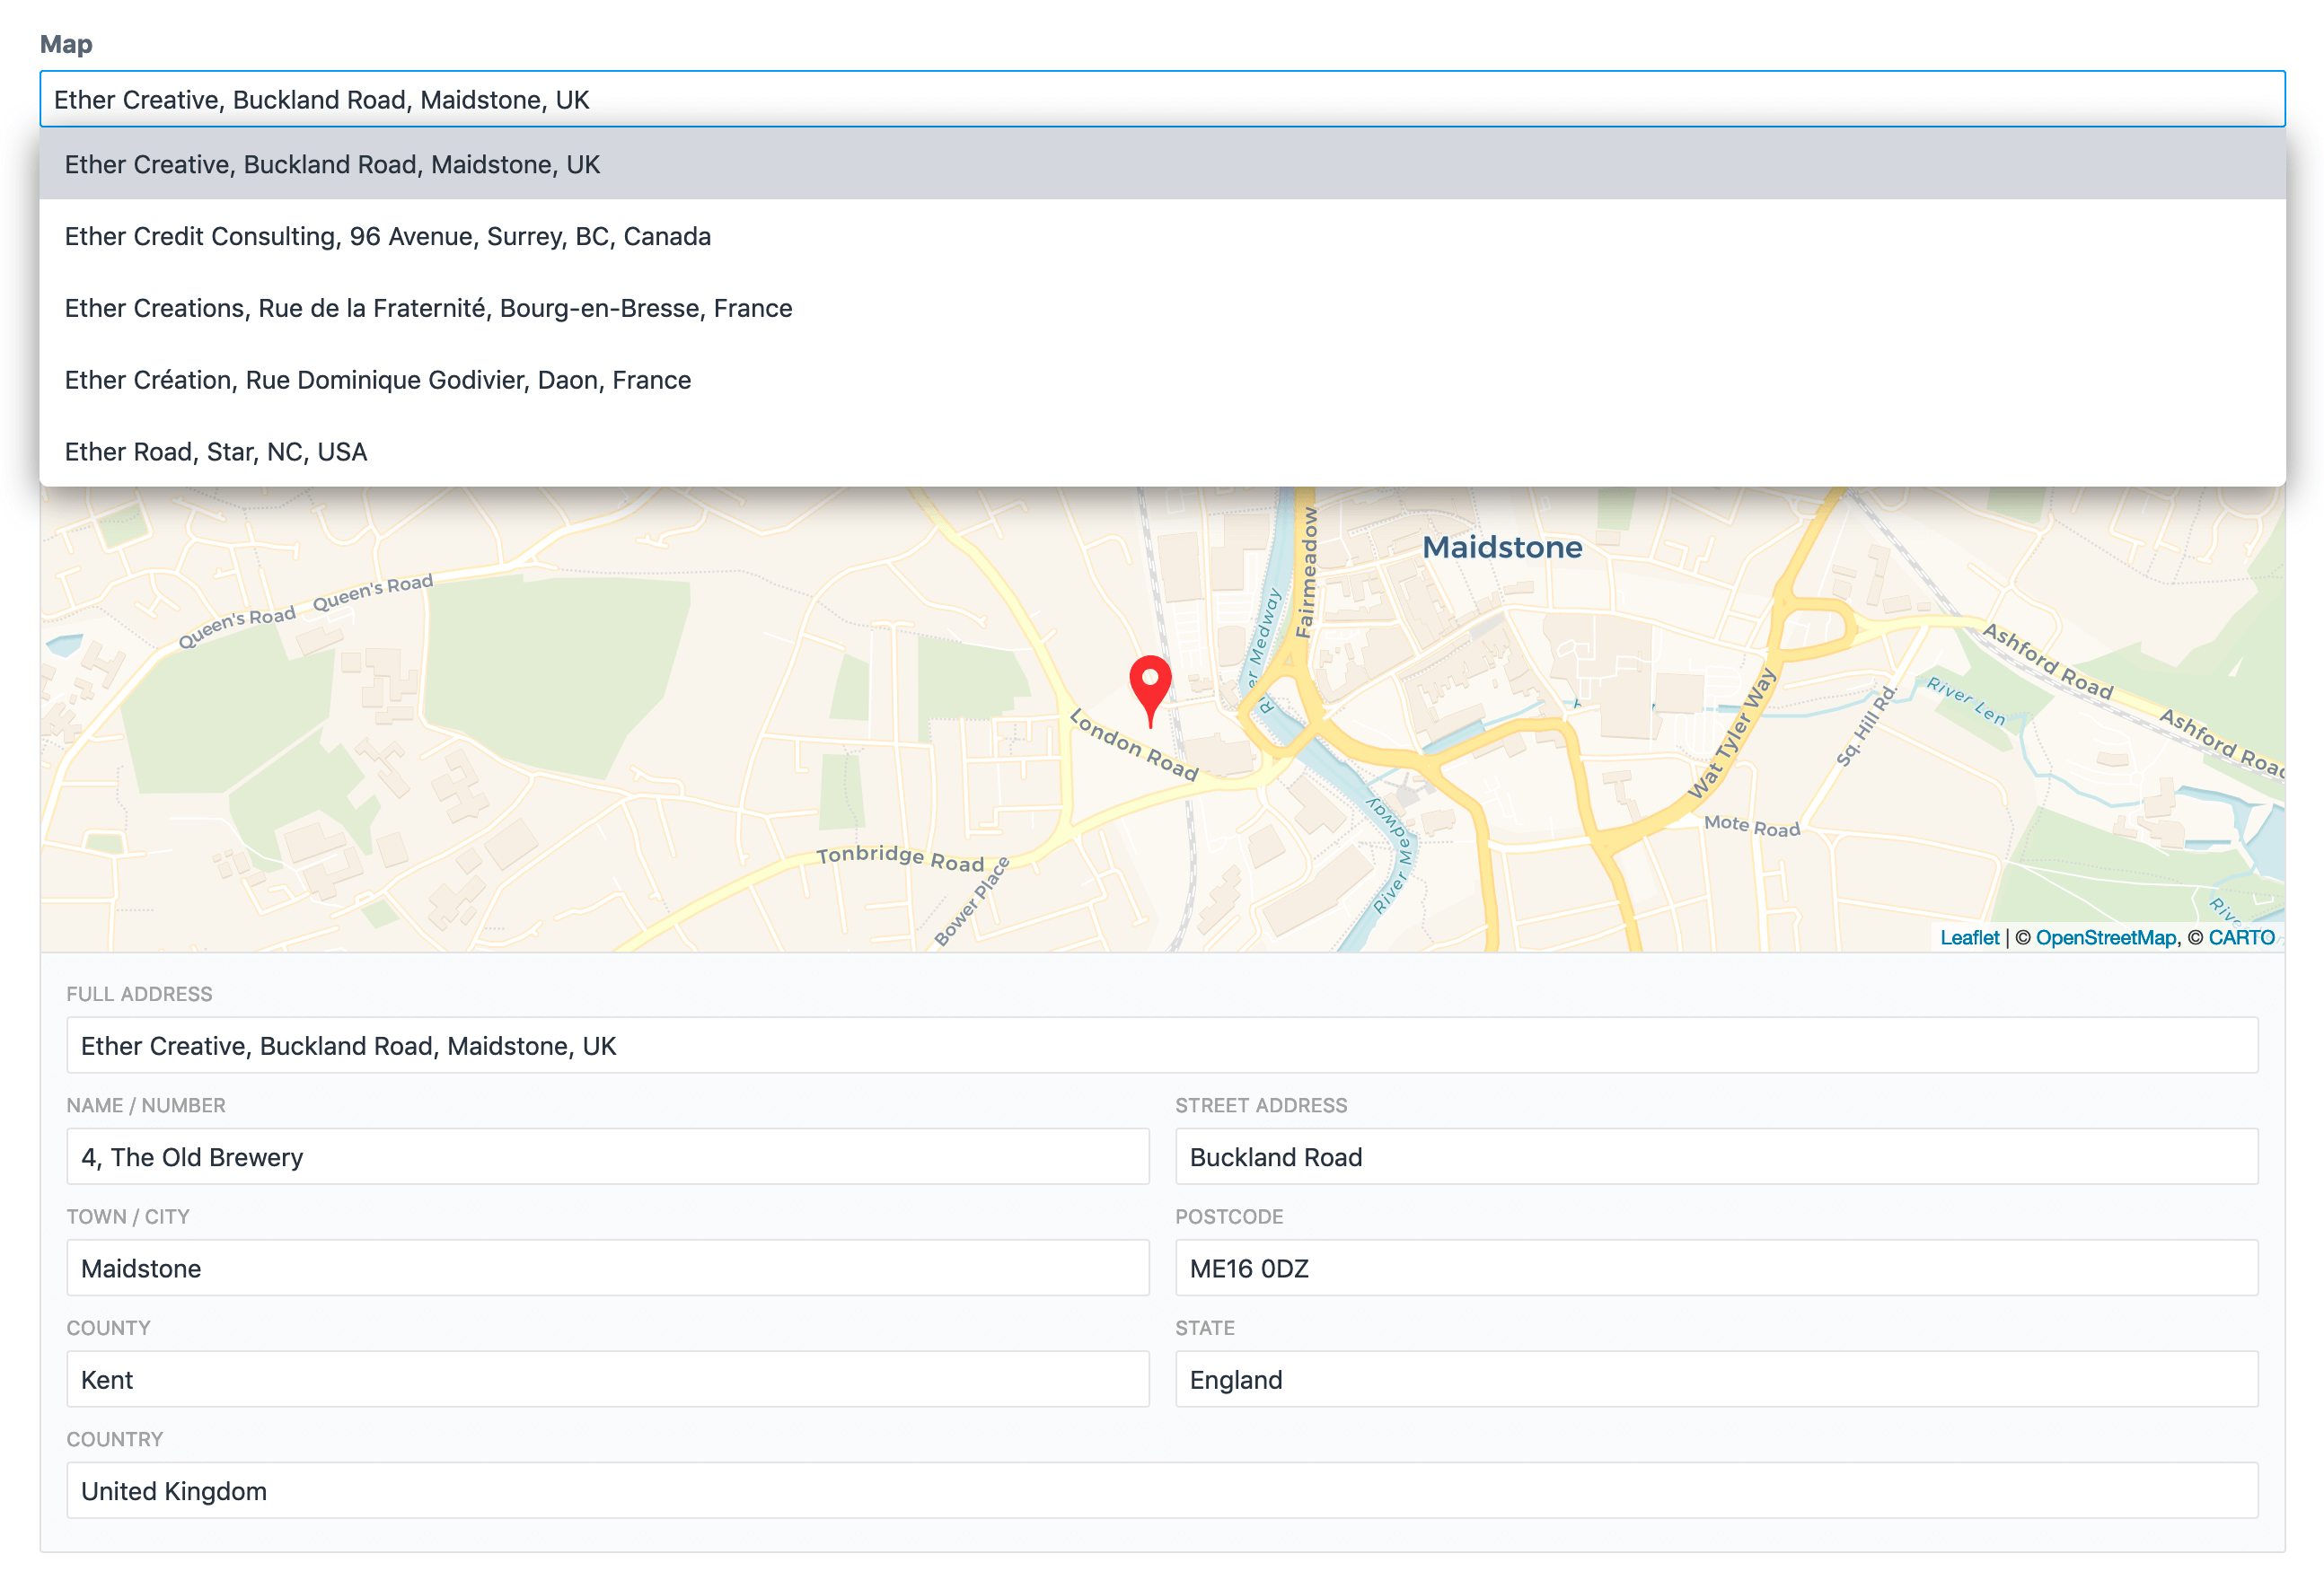 Map
Ether Creative, Buckland Road, Maidstone, UK
Ether Creative, Buckland Road, Maidstone, UK
Ether Credit Consulting, 96 Avenue, Surrey, BC, Canada
Ether Creations, Rue de la Fraternité, Bourg-en-Bresse, France
Ether Création, Rue Dominique Godivier, Daon, France
Ether Road, Star, NC, USA
Maidstone
Fairmeadow
Queen's Road
Queen's Road
River Medway
Ashford Road
Ashford Road
River Len
Sq. Hill Rd.
Wat Tyler Way
London Road
Mote Road
River Medway
Tonbridge Road
Bower Place
Leaflet | © OpenStreetMap, © CARTO
FULL ADDRESS
Ether Creative, Buckland Road, Maidstone, UK
NAME / NUMBER
STREET ADDRESS
4, The Old Brewery
Buckland Road
TOWN / CITY
POSTCODE
Maidstone
ME16 0DZ
COUNTY
STATE
Kent
England
COUNTRY
United Kingdom